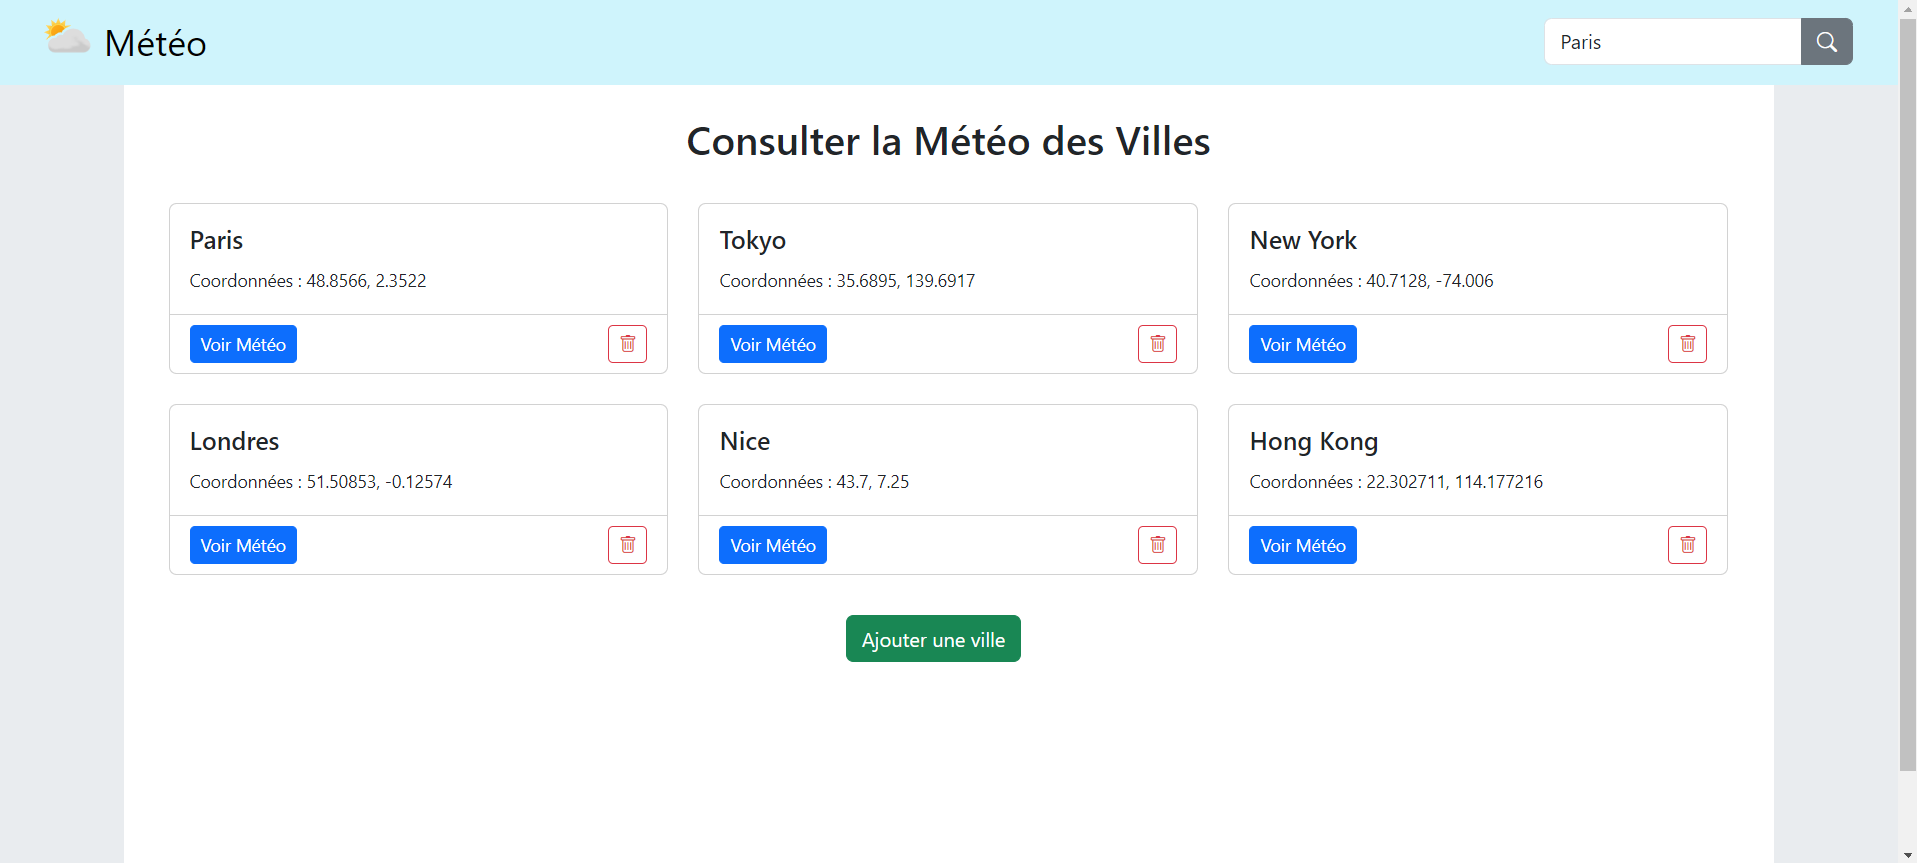 Météo
Paris
Consulter la Météo des Villes
Paris
Coordonnées : 48.8566, 2.3522
Voir Météo
Tokyo
Coordonnées : 35.6895, 139.6917
Voir Météo
New York
Coordonnées : 40.7128, -74.006
Voir Météo
Londres
Coordonnées : 51.50853, -0.12574
Voir Météo
Nice
Coordonnées : 43.7, 7.25
Voir Météo
Hong Kong
Coordonnées : 22.302711, 114.177216
Voir Météo
Ajouter une ville